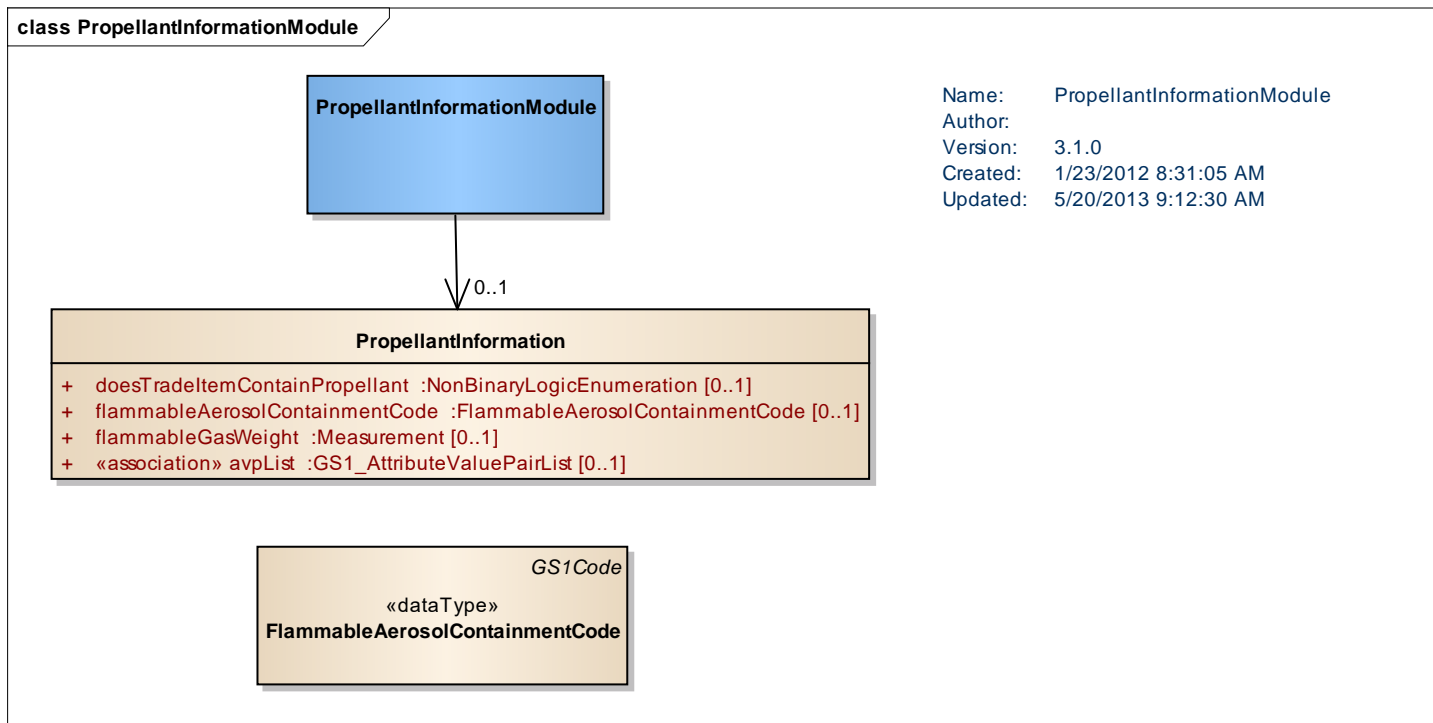 class PropellantInformationModule
PropellantInformationModule
Name: PropellantInformationModule
Author:
Version: 3.1.0
Created: 1/23/2012 8:31:05 AM
Updated: 5/20/2013 9:12:30 AM
0..1
PropellantInformation
+ doesTradeItemContainPropellant :NonBinaryLogicEnumeration [0..1]
+ flammableAerosolContainmentCode :FlammableAerosolContainmentCode [0..1]
+ flammableGasWeight :Measurement [0..1]
+ «association» avpList :GS1_AttributeValuePairList [0..1]
GS1Code
«dataType»
FlammableAerosolContainmentCode